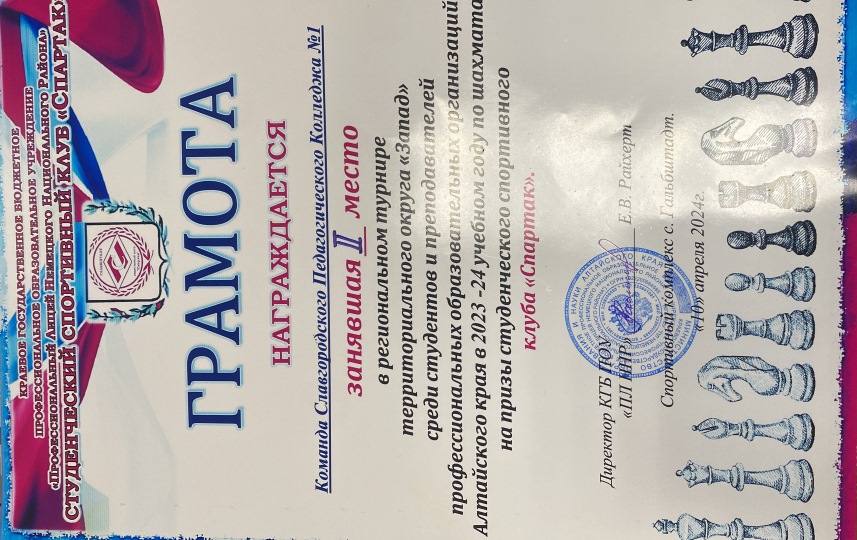 КРАЕВОЕ ГОСУДАРСТВЕННОЕ БЮДЖЕТНОЕ
ПРОФЕССИОНАЛЬНОЕ ОБРАЗОВАТЕЛЬНОЕ УЧРЕЖДЕНИЕ
«ПРОФЕССИОНАЛЬНЫЙ ЛИЦЕЙ НЕМЕЦКОГО НАЦИОНАЛЬНОГО РАЙОНА»
СТУДЕНЧЕСКИЙ СПОРТИВНЫЙ КЛУБ «СПАРТАК»
ГРАМОТА
НАГРАЖДАЕТСЯ
Команда Славгородского Педагогического Колледжа №1
занявшая II место
в региональном турнире
территориального округа «Запад»
среди студентов и преподавателей
профессиональных образовательных организаций
Алтайского края в 2023 -24 учебном году по шахмата
на призы студенческого спортивного
клуба «Спартак».
Директор КГБ ПОУ
«ПЛ ННР» Е.В. Райхерт
Спортивный комплекс с. Гальбштадт.
«10» апреля 2024г.